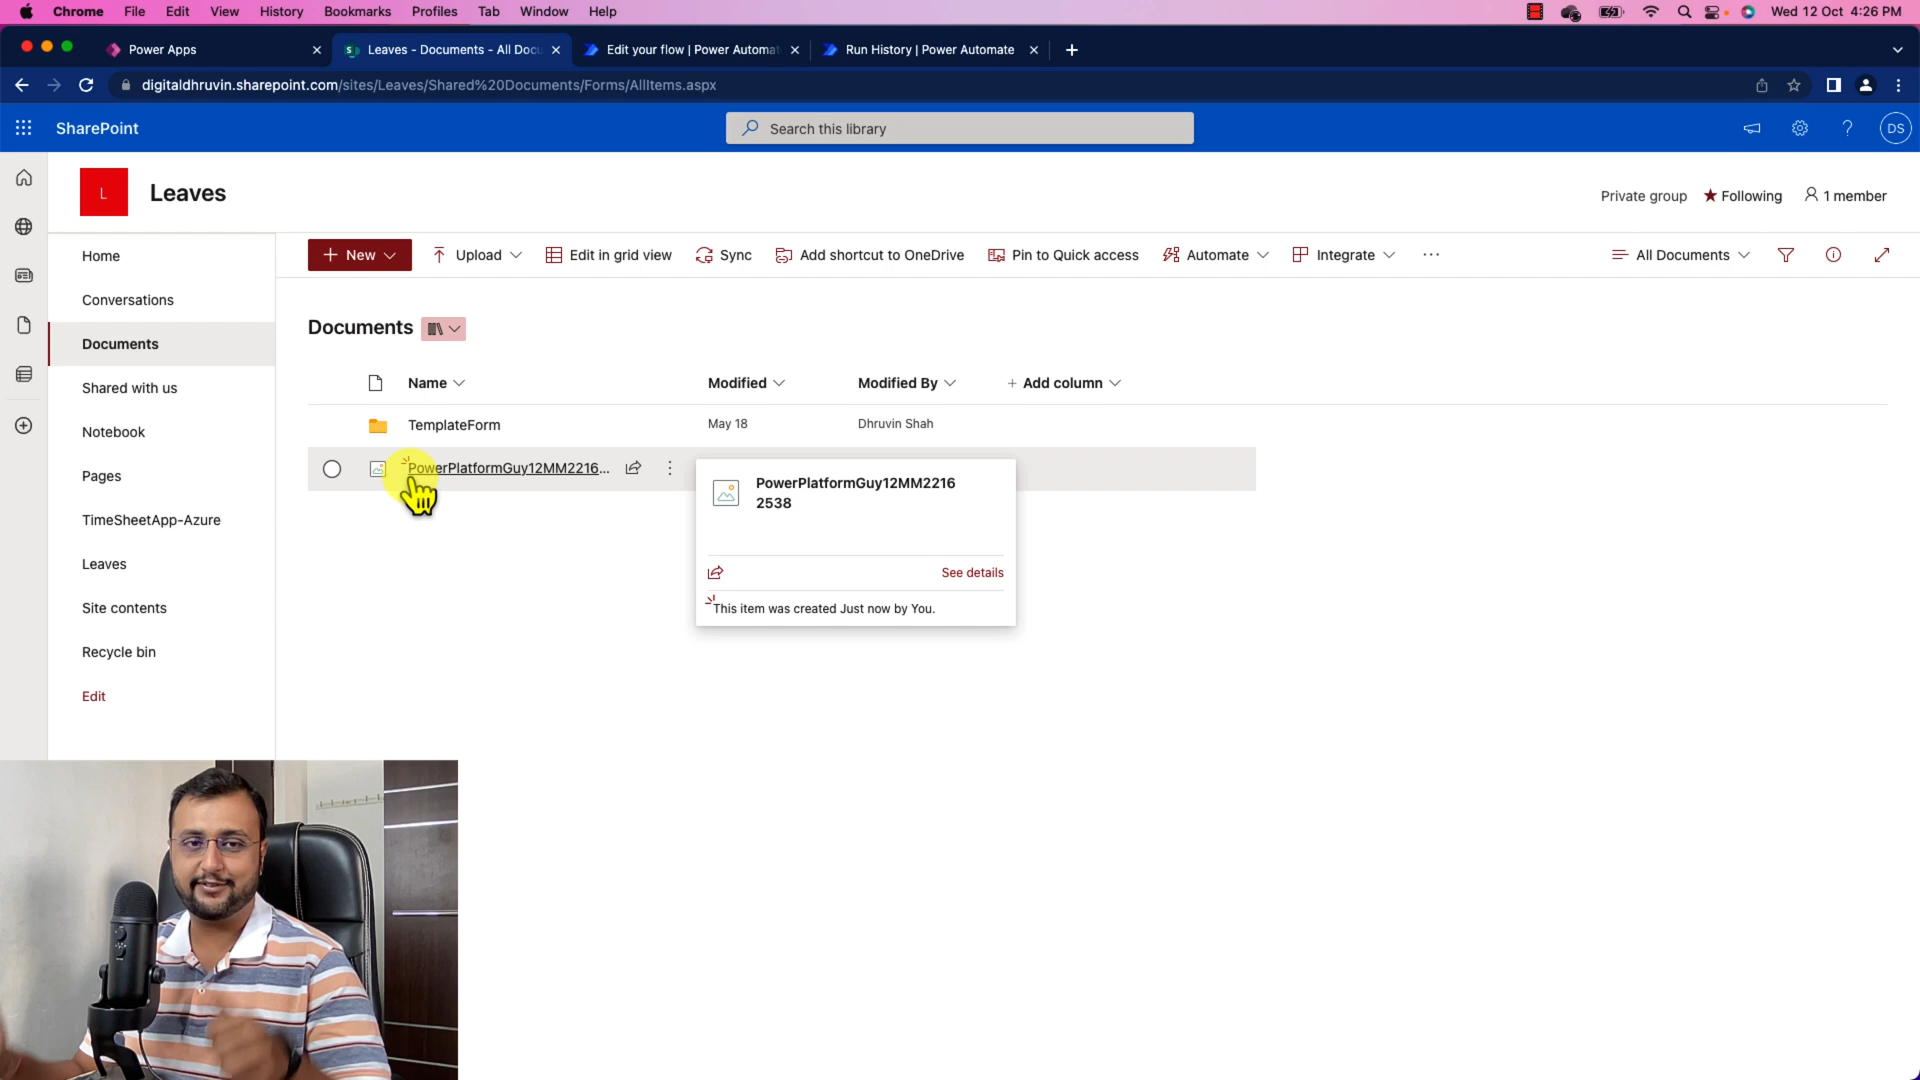 Chrome File Edit View History Bookmarks Profiles Tab Window Help Wed 12 Oct 4:26 PM
Power Apps Leaves - Documents - All Docu Edit your flow | Power Automat Run History | Power Automate
digitaldhruvin.sharepoint.com/sites/Leaves/Shared%20Documents/Forms/AllItems.aspx
SharePoint Search this library DS
L Leaves Private group Following 1 member
New Upload Edit in grid view Sync Add shortcut to OneDrive Pin to Quick access Automate Integrate ... All Documents
Home
Conversations
Documents
Shared with us
Notebook
Pages
TimeSheetApp-Azure
Leaves
Site contents
Recycle bin
Edit
Documents
Name Modified Modified By + Add column
TemplateForm May 18 Dhruvin Shah
PowerPlatformGuy12MM2216...
PowerPlatformGuy12MM2216
2538
See details
This item was created Just now by You.